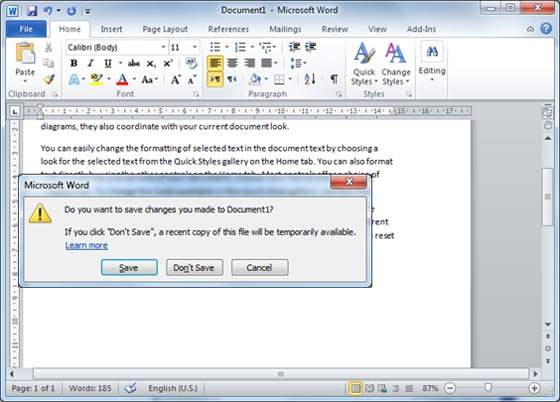 Document1 - Microsoft Word
File Home Insert Page Layout References Mailings Review View Add-Ins
Calibri (Body) 11
Paste
Quick Styles
Change Styles
Editing
Clipboard Font Paragraph Styles
diagrams, they also coordinate with your current document look.
You can easily change the formatting of selected text in the document text by choosing a
look for the selected text from the Quick Styles gallery on the Home tab. You can also format
Microsoft Word
Do you want to save changes you made to Document1?
If you click "Don't Save", a recent copy of this file will be temporarily available.
Learn more
rent
reset
Save Don't Save Cancel
Page: 1 of 1 Words: 185 English (U.S.) 87%